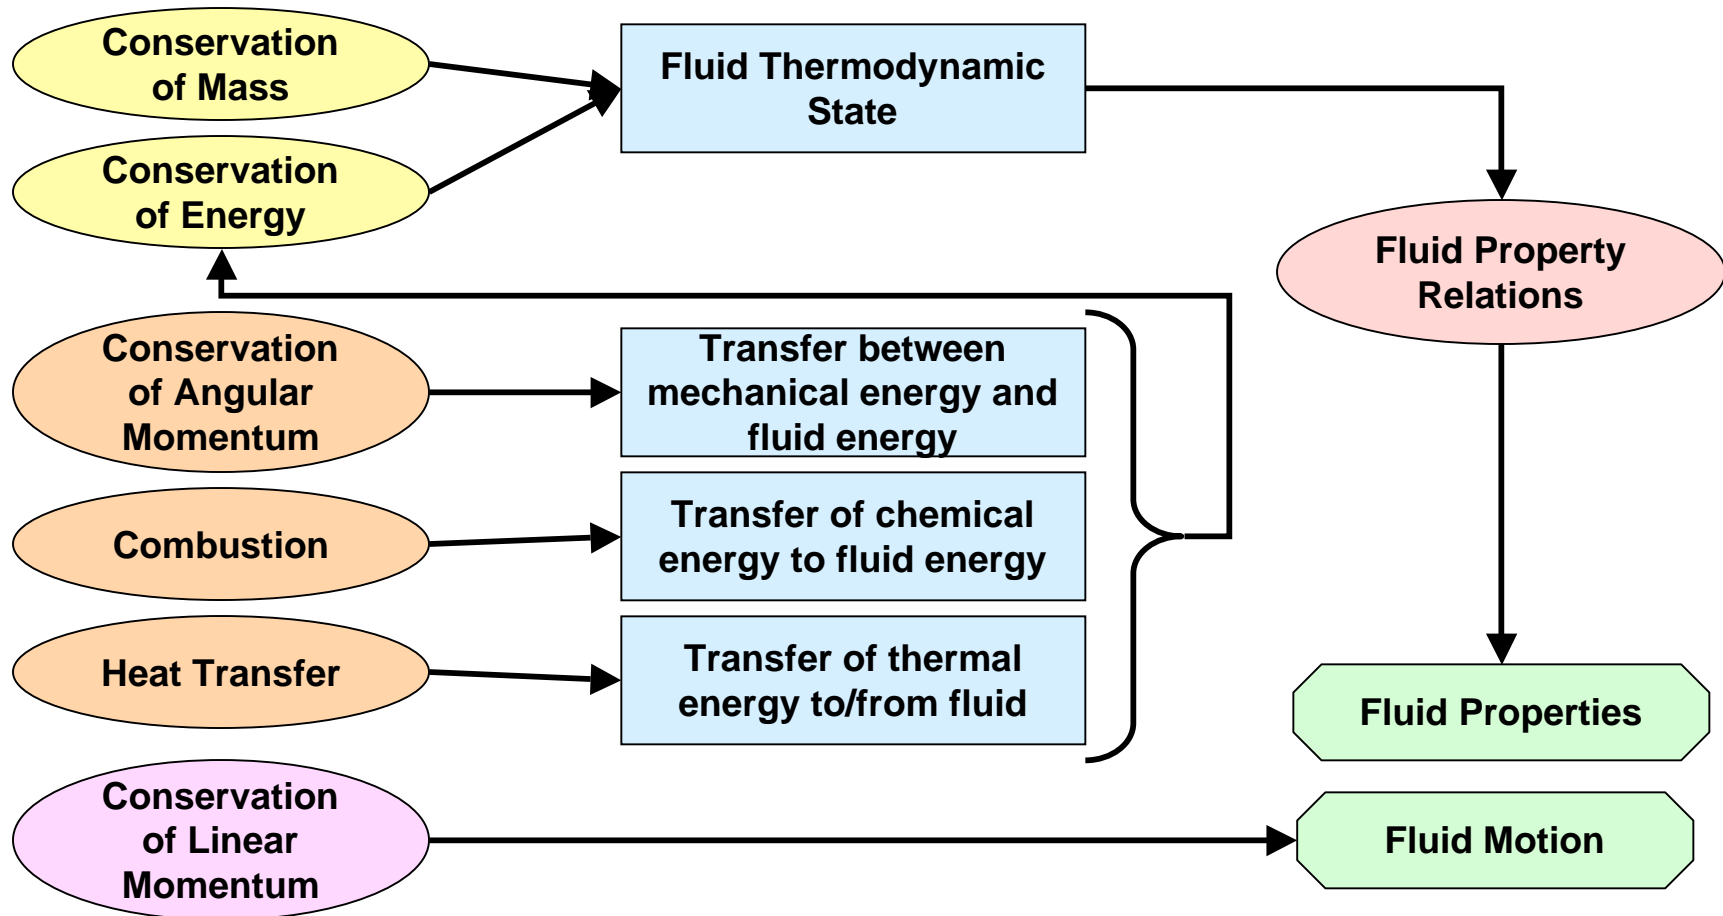 Conservation
of Mass
Fluid Thermodynamic
State
Conservation
of Energy
Fluid Property
Relations
Conservation
of Angular
Momentum
Transfer between
mechanical energy and
fluid energy
Combustion
Transfer of chemical
energy to fluid energy
Heat Transfer
Transfer of thermal
energy to/from fluid
Fluid Properties
Conservation
of Linear
Momentum
Fluid Motion